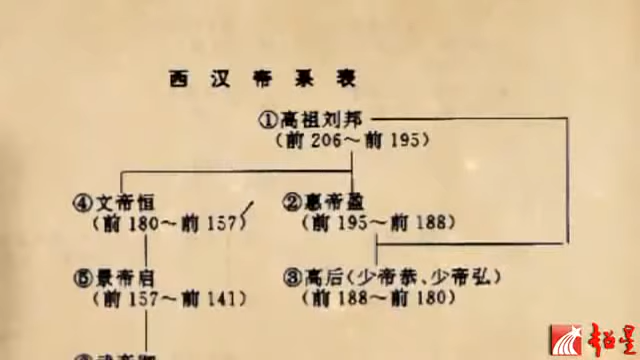 西汉帝系表
①高祖刘邦
(前206~前195)
④文帝恒 ②惠帝盈
(前180~前157) (前195~前188)
⑤景帝启 ③高后(少帝恭、少帝弘)
(前157~前141) (前188~前180)
超星